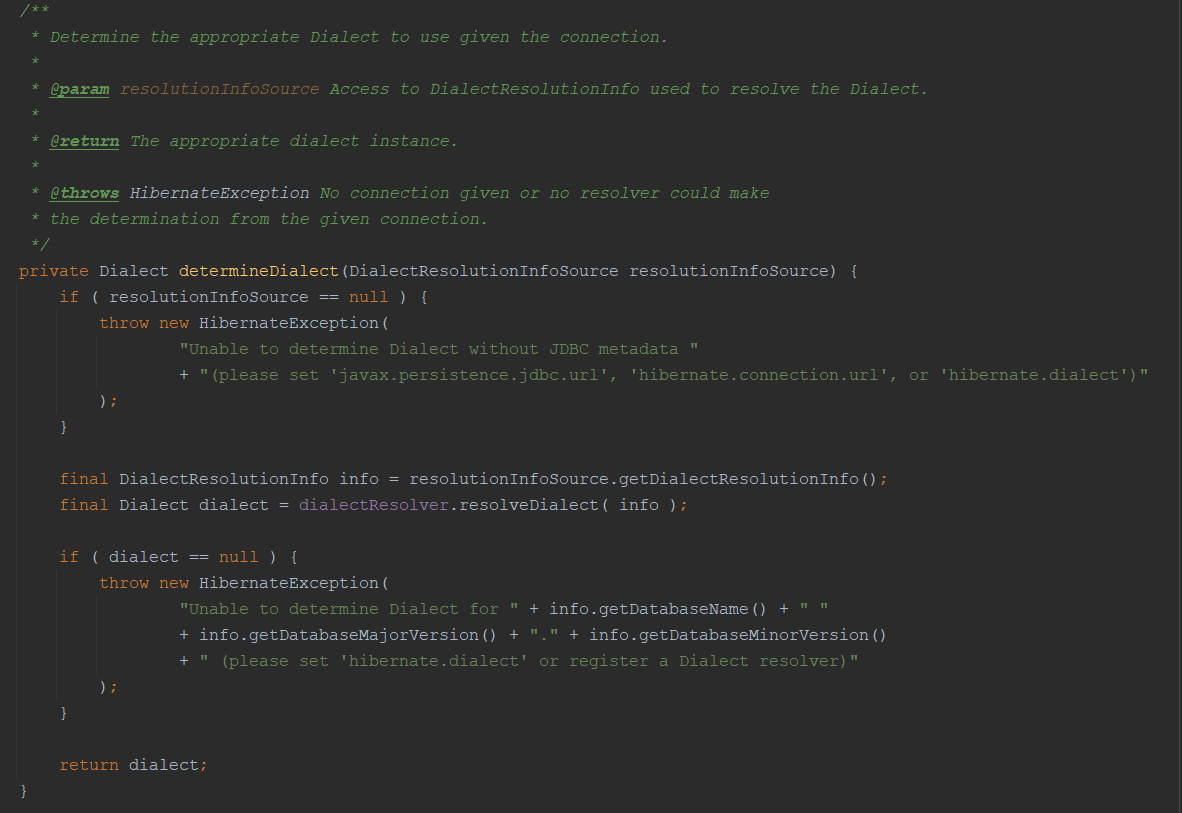 /**
 * Determine the appropriate Dialect to use given the connection.
 *
 * @param resolutionInfoSource Access to DialectResolutionInfo used to resolve the Dialect.
 *
 * @return The appropriate dialect instance.
 *
 * @throws HibernateException No connection given or no resolver could make
 * the determination from the given connection.
 */
private Dialect determineDialect(DialectResolutionInfoSource resolutionInfoSource) {
    if ( resolutionInfoSource == null ) {
        throw new HibernateException(
                "Unable to determine Dialect without JDBC metadata "
                + "(please set 'javax.persistence.jdbc.url', 'hibernate.connection.url', or 'hibernate.dialect')"
        );
    }

    final DialectResolutionInfo info = resolutionInfoSource.getDialectResolutionInfo();
    final Dialect dialect = dialectResolver.resolveDialect( info );

    if ( dialect == null ) {
        throw new HibernateException(
                "Unable to determine Dialect for " + info.getDatabaseName() + " "
                + info.getDatabaseMajorVersion() + "." + info.getDatabaseMinorVersion()
                + " (please set 'hibernate.dialect' or register a Dialect resolver)"
        );
    }

    return dialect;
}